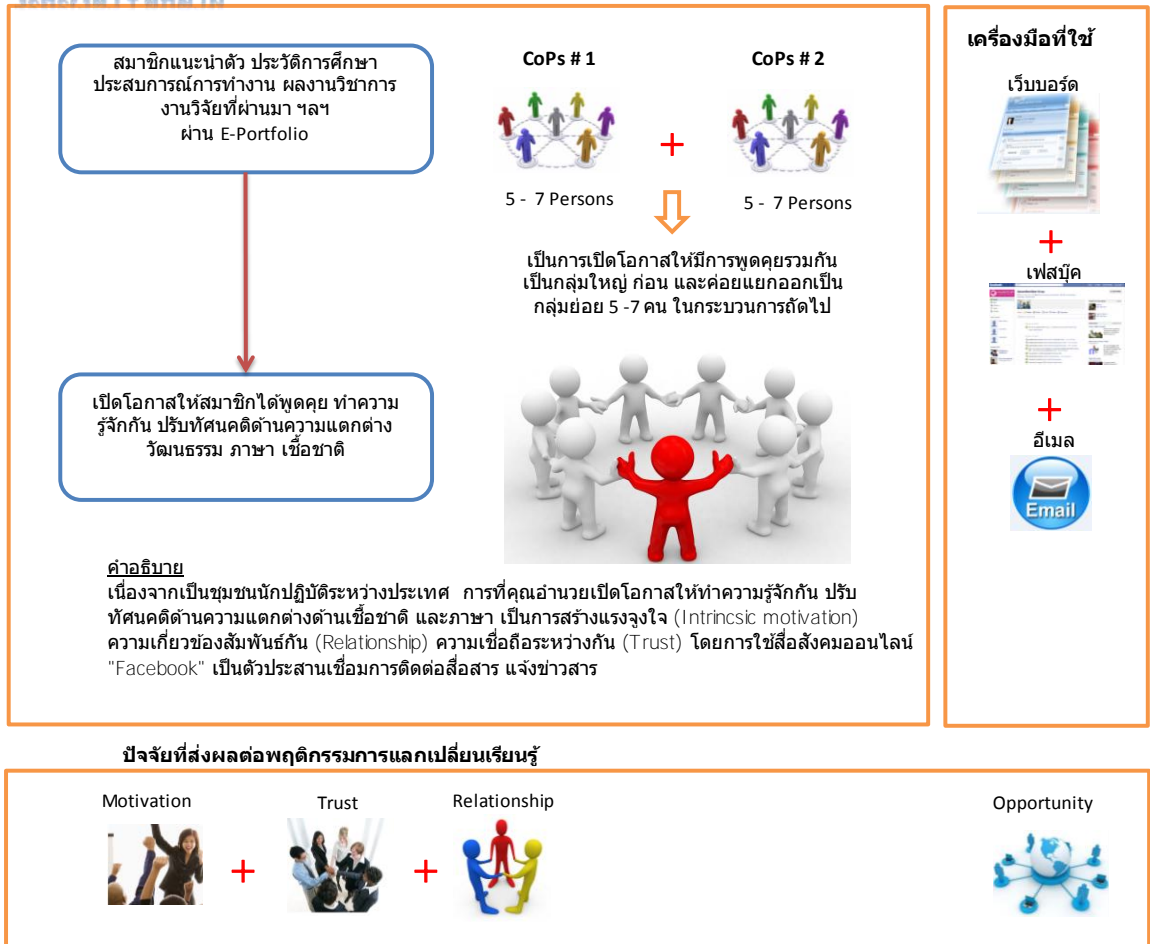 สมาชิกแนะนำตัว ประวัติการศึกษา
ประสบการณ์การทำงาน ผลงานวิชาการ
งานวิจัยที่ผ่านมา ฯลฯ
ผ่าน E-Portfolio
CoPs # 1
CoPs # 2
+
5 - 7 Persons
5 - 7 Persons
เป็นการเปิดโอกาสให้มีการพูดคุยรวมกัน
เป็นกลุ่มใหญ่ ก่อน และค่อยแยกออกเป็น
กลุ่มย่อย 5 -7 คน ในกระบวนการถัดไป
เปิดโอกาสให้สมาชิกได้พูดคุย ทำความ
รู้จักกัน ปรับทัศนคติด้านความแตกต่าง
วัฒนธรรม ภาษา เชื้อชาติ
คำอธิบาย
เนื่องจากเป็นชุมชนนักปฏิบัติระหว่างประเทศ การที่คุณอำนวยเปิดโอกาสให้ทำความรู้จักกัน ปรับ
ทัศนคติด้านความแตกต่างด้านเชื้อชาติ และภาษา เป็นการสร้างแรงจูงใจ (Intrincsic motivation)
ความเกี่ยวข้องสัมพันธ์กัน (Relationship) ความเชื่อถือระหว่างกัน (Trust) โดยการใช้สื่อสังคมออนไลน์
"Facebook" เป็นตัวประสานเชื่อมการติดต่อสื่อสาร แจ้งข่าวสาร
เครื่องมือที่ใช้
เว็บบอร์ด
+
เฟสบุ๊ค
+
อีเมล
Email
ปัจจัยที่ส่งผลต่อพฤติกรรมการแลกเปลี่ยนเรียนรู้
Motivation
+
Trust
+
Relationship
Opportunity